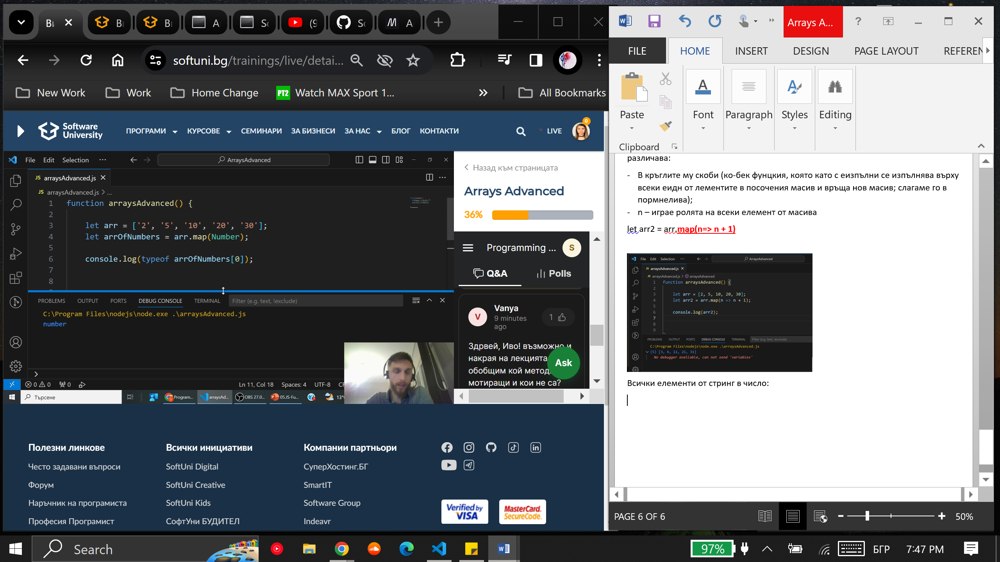 Ви
Ви
Ви
A
So
(9
So
A
softuni.bg/trainings/live/detai...
New Work
Work
Home Change
PT2
Watch MAX Sport 1...
All Bookmarks
Software
University
ПРОГРАМИ
КУРСОВЕ
СЕМИНАРИ
ЗА БИЗНЕСИ
ЗА НАС
БЛОГ
КОНТАКТИ
LIVE
0
File Edit Selection ...
ArraysAdvanced
JS arraysAdvanced.js
JS arraysAdvanced.js > ...
1 function arraysAdvanced() {
2
3 let arr = ['2', '5', '10', '20', '30'];
4 let arrOfNumbers = arr.map(Number);
5
6 console.log(typeof arrOfNumbers[0]);
7
8
PROBLEMS OUTPUT PORTS DEBUG CONSOLE TERMINAL Filter (e.g. text, !exclude)
C:\Program Files\nodejs\node.exe .\arraysAdvanced.js
number
0 0 0
Ln 11, Col 18 Spaces: 4 UTF-8
Търсене
Program...
arraysAd...
OBS 27.0...
05.JS-Fu...
13°
Назад към страницата
Arrays Advanced
36%
Programming ...
S
Q&A
Polls
V
Vanya
9 minutes
ago
1
Здрвей, Иво! възможно и
накрая на лекцията
обобщим кой метод
мотиращи и кои не са?
Ask
Полезни линкове
Често задавани въпроси
Форум
Наръчник на програмиста
Професия Програмист
Всички инициативи
SoftUni Digital
SoftUni Creative
SoftUni Kids
СофтУни БУДИТЕЛ
Компании партньори
СуперХостинг.БГ
SmartIT
Software Group
Indeavr
Verified by
VISA
MasterCard.
SecureCode.
Arrays A...
?
FILE HOME INSERT DESIGN PAGE LAYOUT REFEREN
Paste
Font
Paragraph
Styles
Editing
Clipboard
различава:
- В кръглите му скоби (ко-бек фунцкия, която като с еизпълни се изпълнява върху
всеки еидн от лементите в посочения масив и връща нов масив; слагаме го в
пормнелива);
- n – играе ролята на всеки елемент от масива
let arr2 = arr.map(n=> n + 1)
File Edit Selection ...
ArraysAdvanced
JS arraysAdvanced.js
JS arraysAdvanced.js > arraysAdvanced
1 function arraysAdvanced() {
2
3 let arr = [2, 5, 10, 20, 30];
4 let arr2 = arr.map(n => n + 1);
5
6 console.log(arr2);
7
8
9
PROBLEMS OUTPUT PORTS DEBUG CONSOLE TERMINAL Filter (e.g. text, !exclude)
C:\Program Files\nodejs\node.exe .\arraysAdvanced.js
(5) [3, 6, 11, 21, 31]
No debugger available, can not send 'variables'
Всички елементи от стринг в число:
PAGE 6 OF 6
50%
Search
97%
БГР
7:47 PM